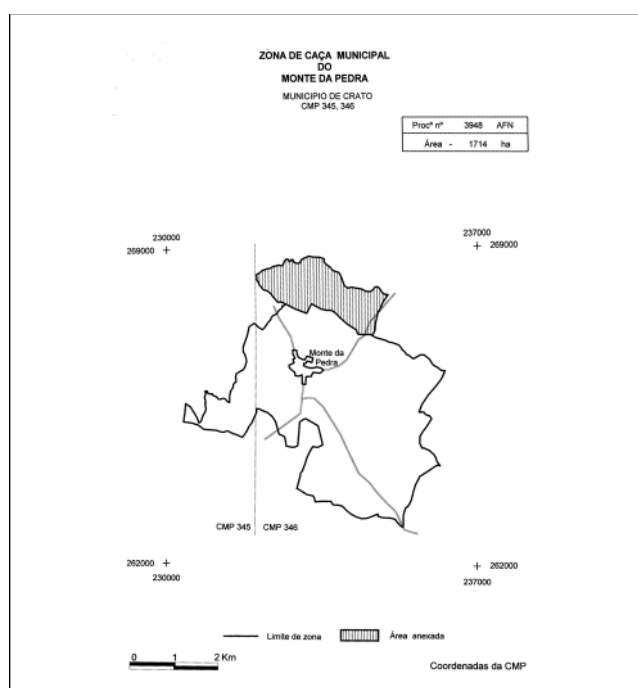 ZONA DE CAÇA MUNICIPAL
DO
MONTE DA PEDRA
MUNICIPIO DE CRATO
CMP 345, 346
Procº nº 3948 AFN
Área - 1714 ha
230000
269000
237000
269000
Monte da
Pedra
CMP 345 CMP 346
262000
230000
262000
237000
Limite de zona Área anexada
0 1 2 Km
Coordenadas da CMP